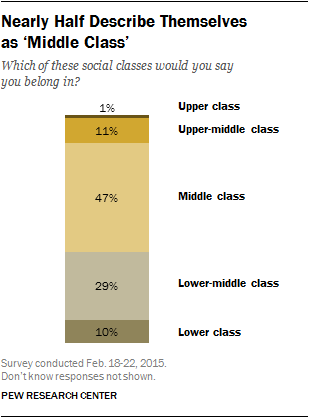 Nearly Half Describe Themselves
as ‘Middle Class’
Which of these social classes would you say
you belong in?
1% Upper class
11% Upper-middle class
47% Middle class
29% Lower-middle class
10% Lower class
Survey conducted Feb. 18-22, 2015.
Don’t know responses not shown.
PEW RESEARCH CENTER